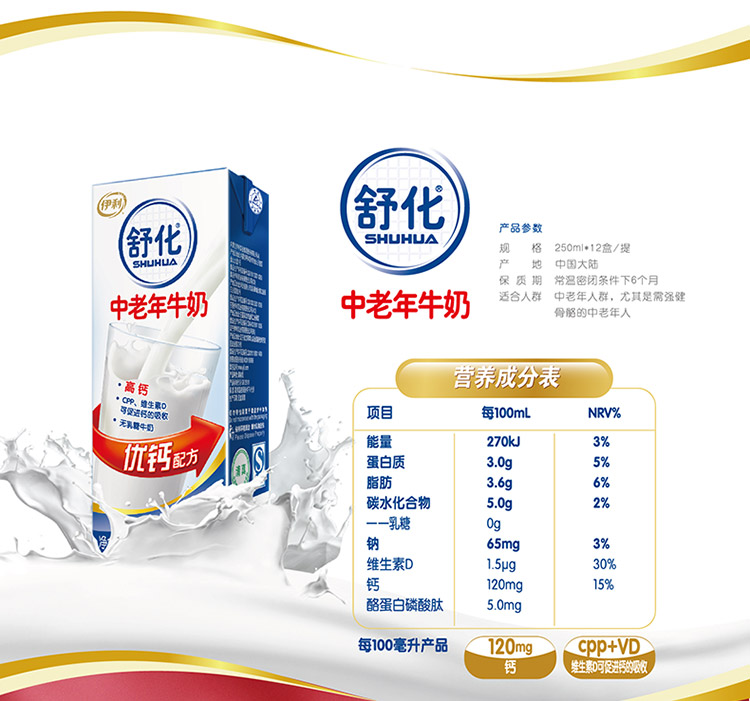 伊利
舒化®
SHUHUA
中老年牛奶
• 高钙
• CPP、维生素D
可促进钙的吸收
• 无乳糖牛奶
优钙配方
清真
舒化®
SHUHUA
中老年牛奶
产品参数
规 格 250ml*12盒/提
产 地 中国大陆
保 质 期 常温密闭条件下6个月
适合人群 中老年人群，尤其是需强健
骨骼的中老年人
营养成分表
项目 每100mL NRV%
能量 270kJ 3%
蛋白质 3.0g 5%
脂肪 3.6g 6%
碳水化合物 5.0g 2%
——乳糖 0g
钠 65mg 3%
维生素D 1.5μg 30%
钙 120mg 15%
酪蛋白磷酸肽 5.0mg
每100毫升产品
120mg
钙
cpp+VD
维生素D可促进钙的吸收